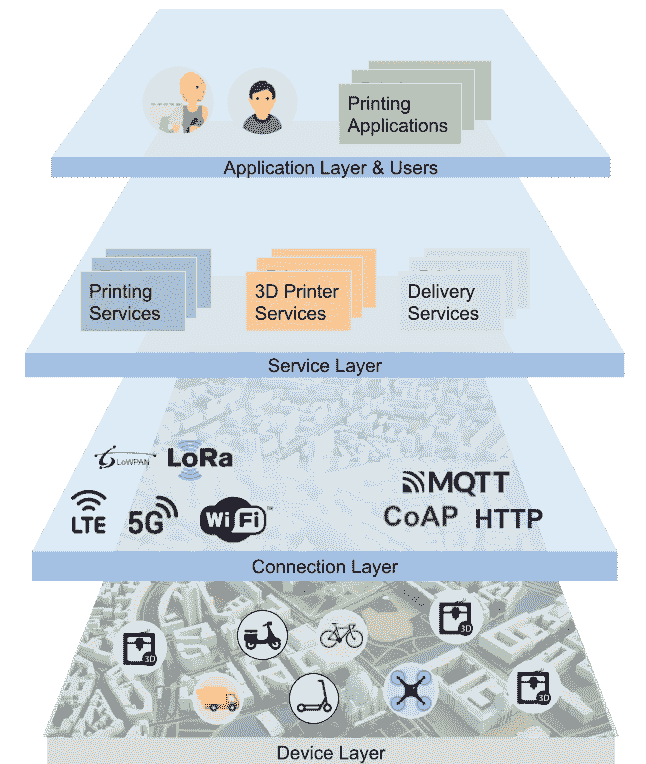 Printing
Applications
Application Layer & Users
Printing
Services
3D Printer
Services
Delivery
Services
Service Layer
6LoWPAN
LoRa
LTE
5G
WiFi™
MQTT
CoAP
HTTP
Connection Layer
3D
3D
3D
Device Layer